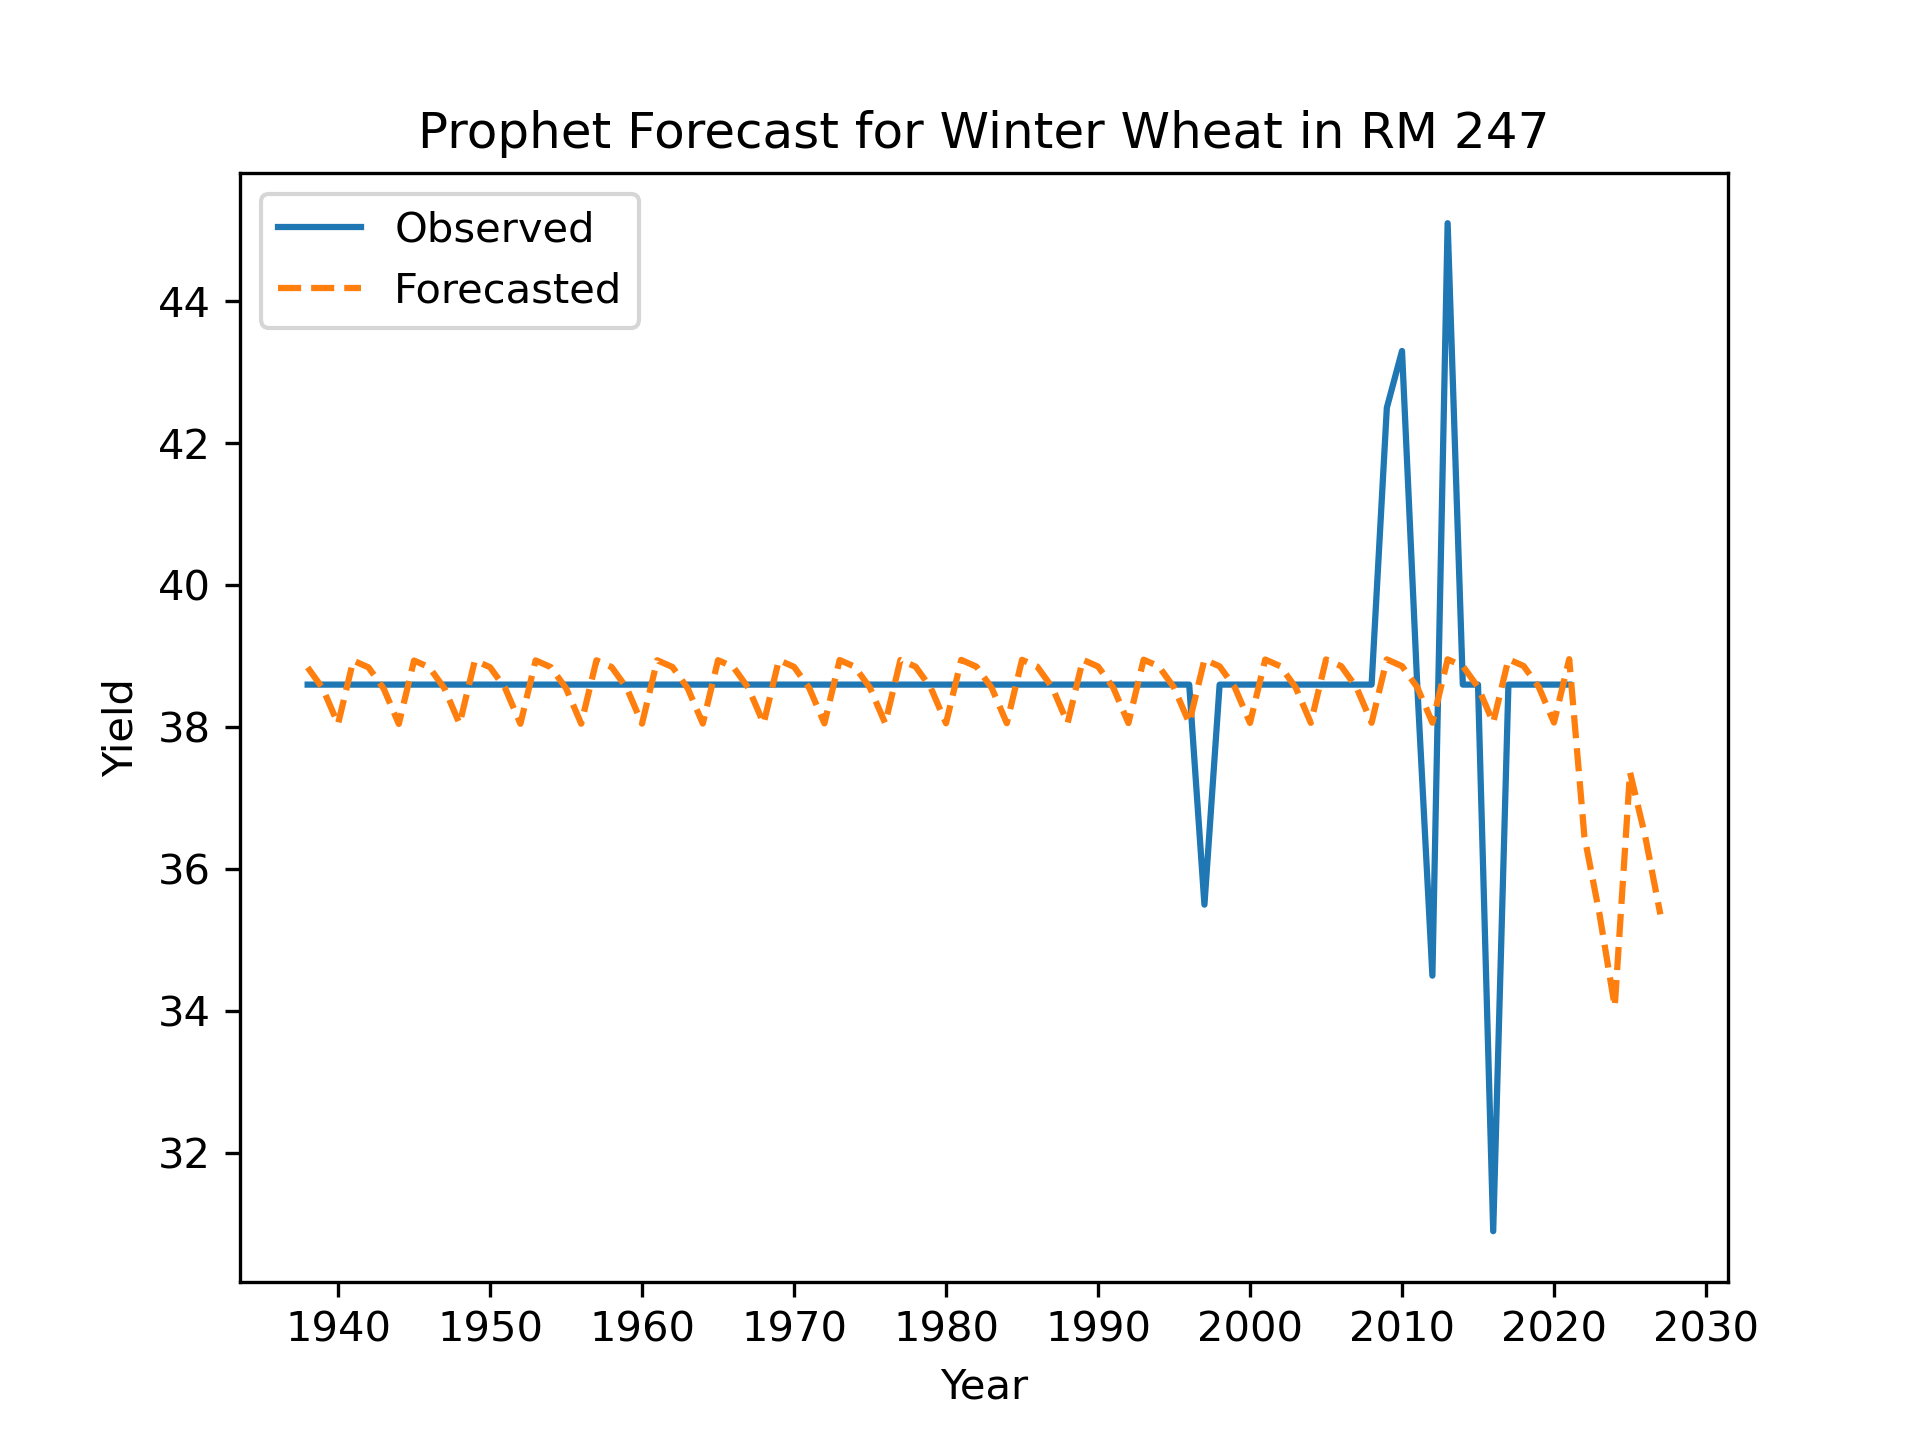 Prophet Forecast for Winter Wheat in RM 247
Observed
Forecasted
44
42
40
38
36
34
32
Yield
1940 1950 1960 1970 1980 1990 2000 2010 2020 2030
Year